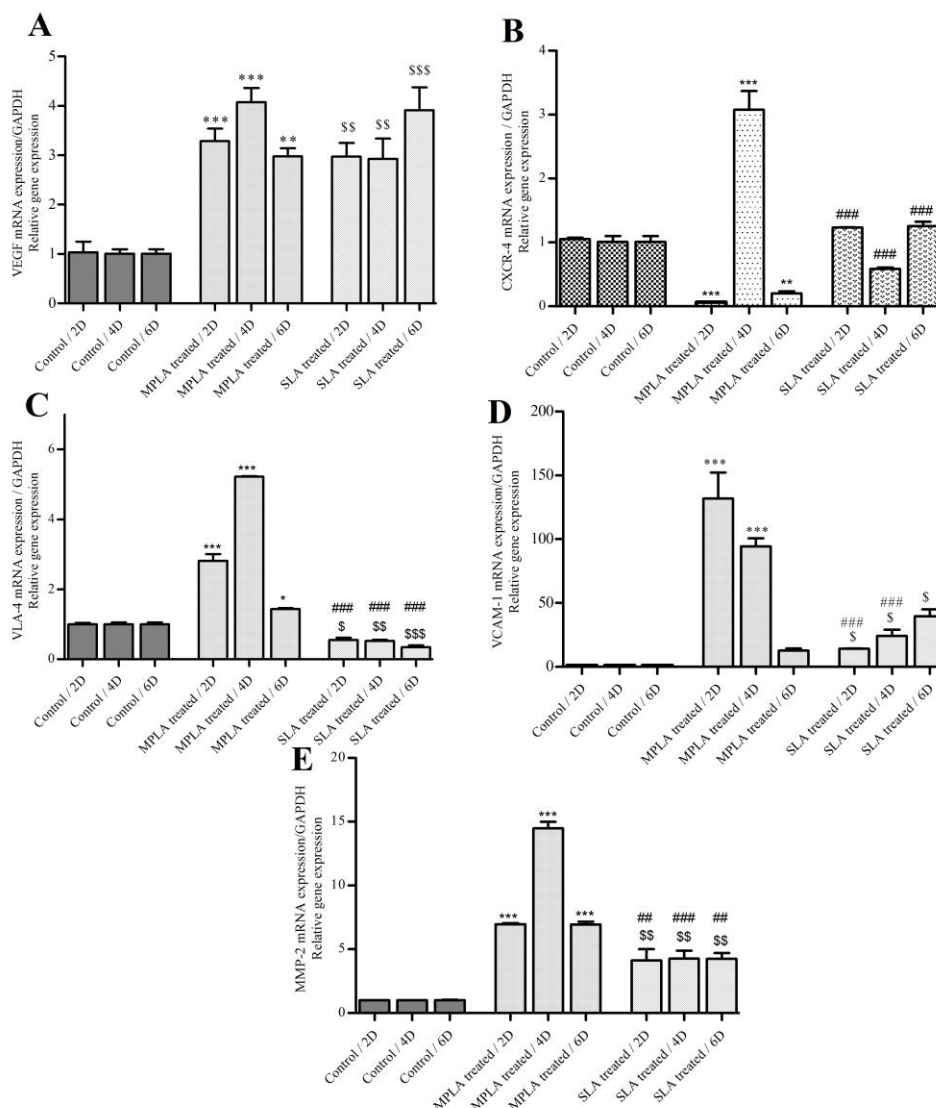 A
VEGF mRNA expression/GAPDH
Relative gene expression
5
4
3
2
1
0
***
***
**
$$
$$
$$$
Control / 2D
Control / 4D
Control / 6D
MPLA treated / 2D
MPLA treated / 4D
MPLA treated / 6D
SLA treated / 2D
SLA treated / 4D
SLA treated / 6D
B
CXCR-4 mRNA expression / GAPDH
Relative gene expression
4
3
2
1
0
***
***
**
###
###
###
Control / 2D
Control / 4D
Control / 6D
MPLA treated / 2D
MPLA treated / 4D
MPLA treated / 6D
SLA treated / 2D
SLA treated / 4D
SLA treated / 6D
C
VLA-4 mRNA expression / GAPDH
Relative gene expression
6
4
2
0
***
***
*
### ### ###
$ $$ $$$
Control / 2D
Control / 4D
Control / 6D
MPLA treated / 2D
MPLA treated / 4D
MPLA treated / 6D
SLA treated / 2D
SLA treated / 4D
SLA treated / 6D
D
VCAM-1 mRNA expression/GAPDH
Relative gene expression
200
150
100
50
0
***
***
###
$
###
$
$
Control / 2D
Control / 4D
Control / 6D
MPLA treated / 2D
MPLA treated / 4D
MPLA treated / 6D
SLA treated / 2D
SLA treated / 4D
SLA treated / 6D
E
MMP-2 mRNA expression/GAPDH
Relative gene expression
20
15
10
5
0
***
***
***
## ### ##
$$ $$ $$
Control / 2D
Control / 4D
Control / 6D
MPLA treated / 2D
MPLA treated / 4D
MPLA treated / 6D
SLA treated / 2D
SLA treated / 4D
SLA treated / 6D